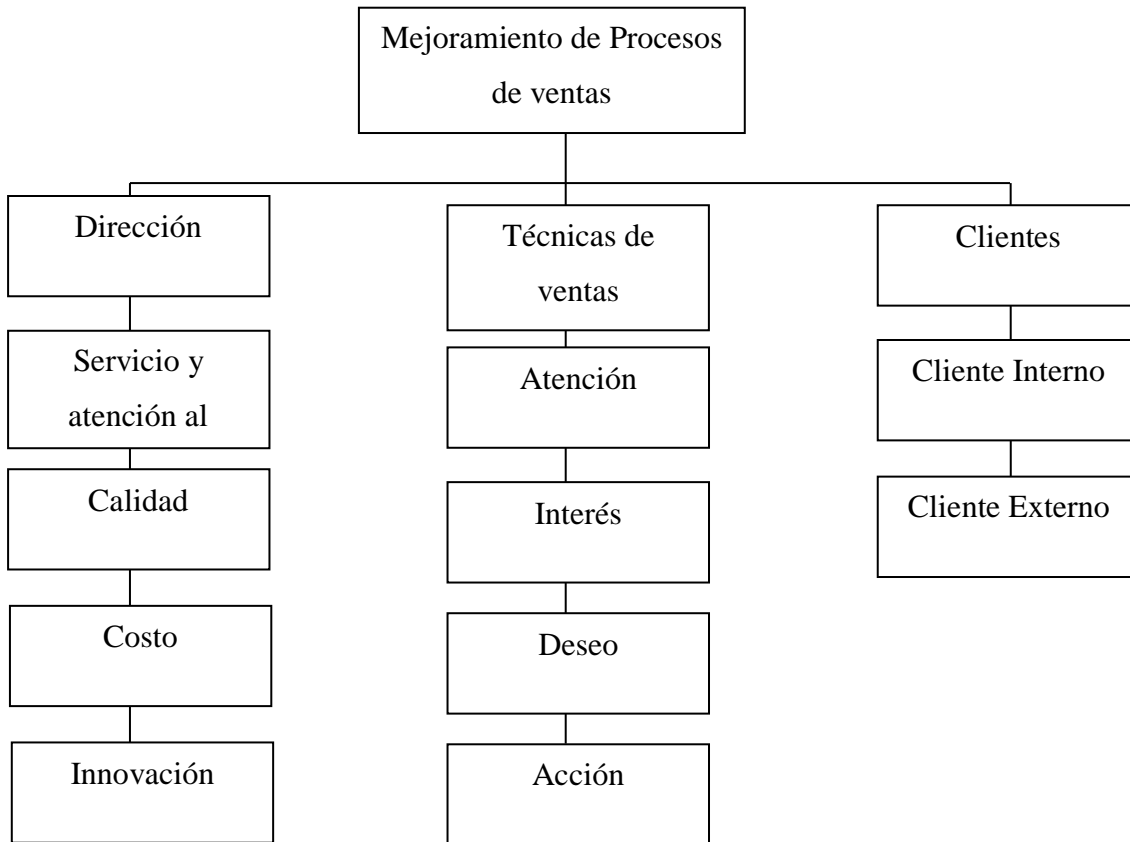 Mejoramiento de Procesos
de ventas
Dirección
Servicio y
atención al
Calidad
Costo
Innovación
Técnicas de
ventas
Atención
Interés
Deseo
Acción
Clientes
Cliente Interno
Cliente Externo